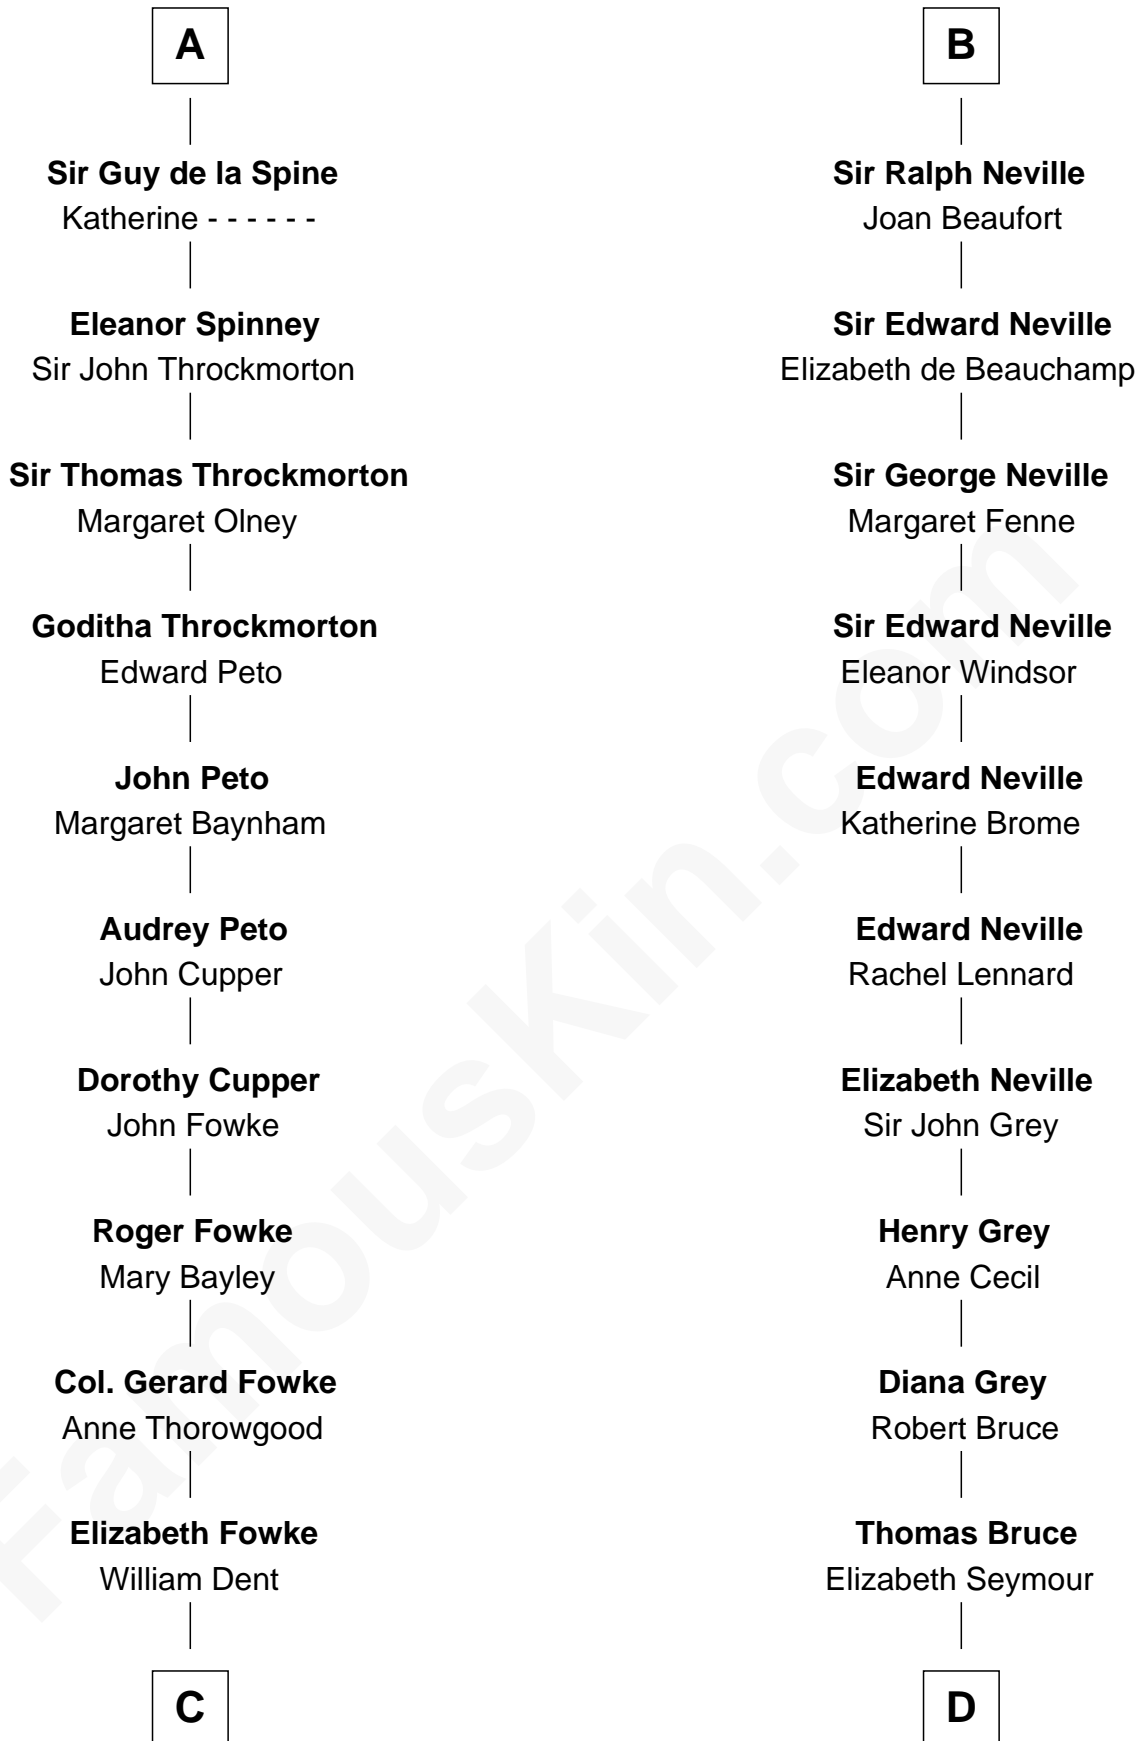 A
Sir Guy de la Spine
Katherine - - - - - -
Eleanor Spinney
Sir John Throckmorton
Sir Thomas Throckmorton
Margaret Olney
Goditha Throckmorton
Edward Peto
John Peto
Margaret Baynham
Audrey Peto
John Cupper
Dorothy Cupper
John Fowke
Roger Fowke
Mary Bayley
Col. Gerard Fowke
Anne Thorowgood
Elizabeth Fowke
William Dent
C
B
Sir Ralph Neville
Joan Beaufort
Sir Edward Neville
Elizabeth de Beauchamp
Sir George Neville
Margaret Fenne
Sir Edward Neville
Eleanor Windsor
Edward Neville
Katherine Brome
Edward Neville
Rachel Lennard
Elizabeth Neville
Sir John Grey
Henry Grey
Anne Cecil
Diana Grey
Robert Bruce
Thomas Bruce
Elizabeth Seymour
D
FamousKin.com